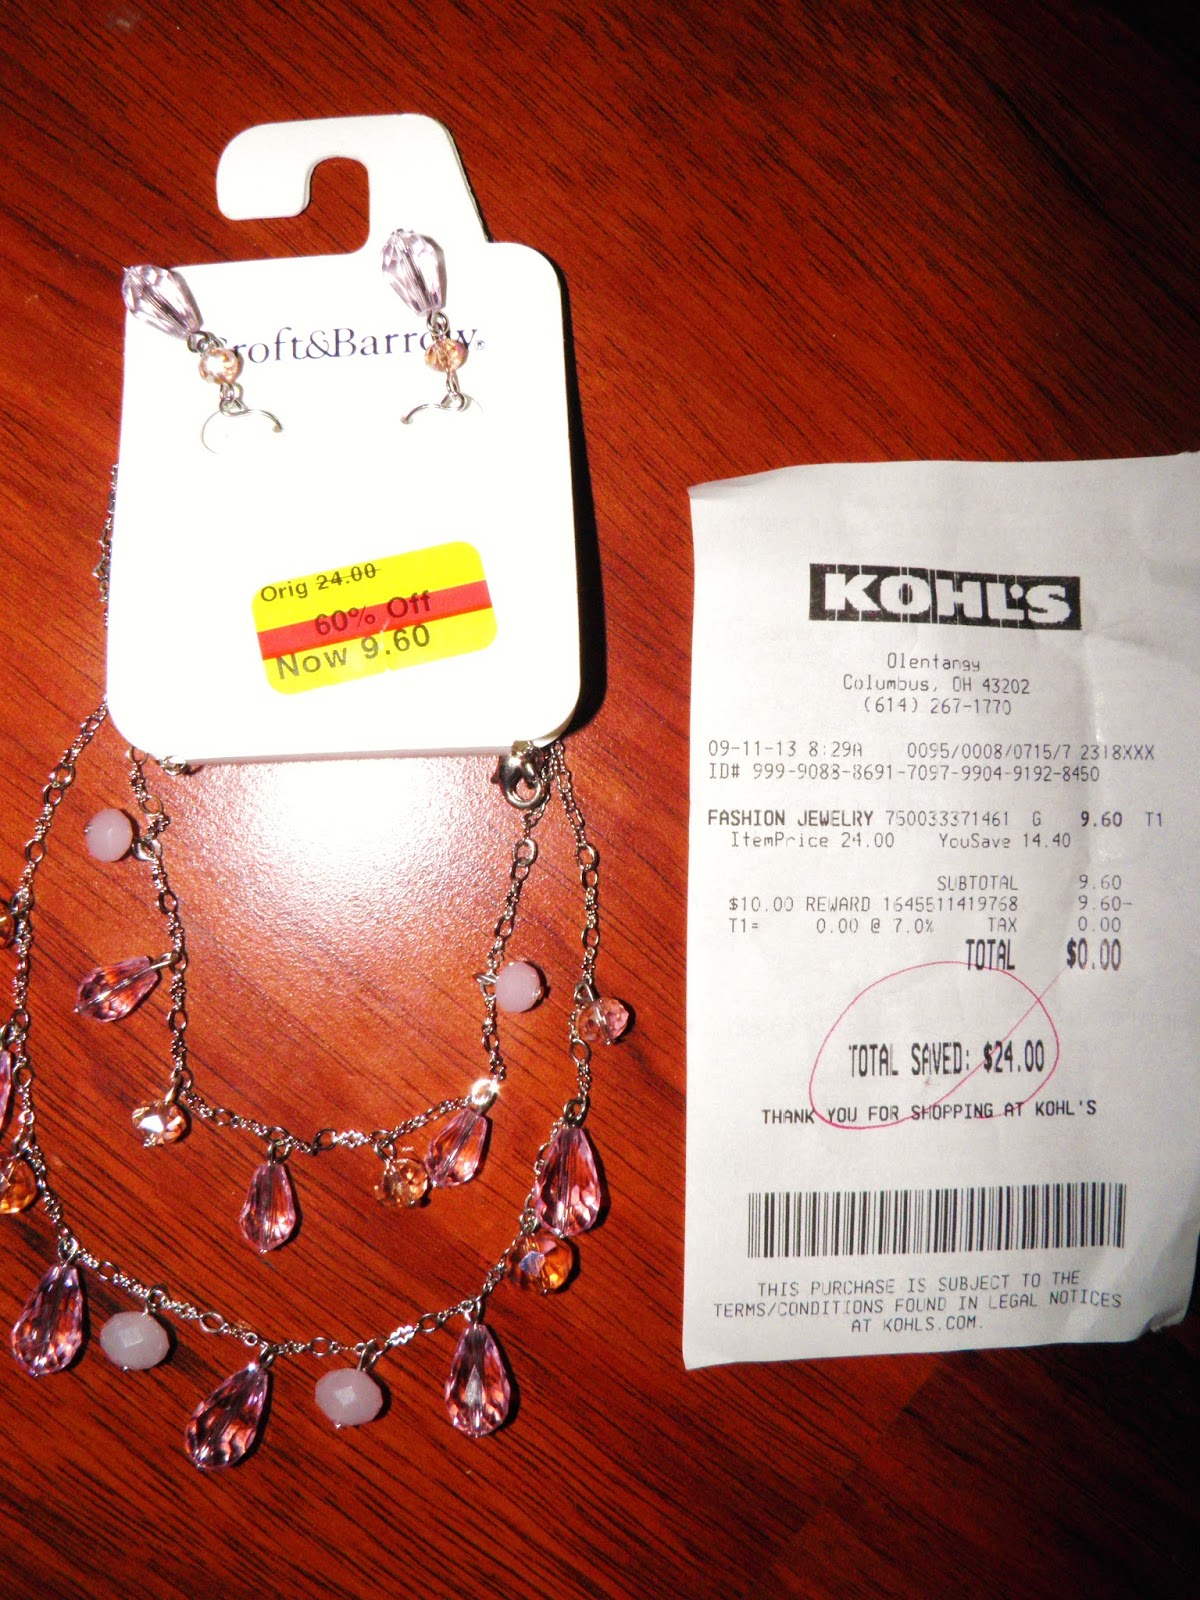 Croft&Barrow®
Orig 24.00
60% Off
Now 9.60
KOHL'S
Olentangy
Columbus, OH 43202
(614) 267-1770
09-11-13 8:29A 0095/0008/0715/7 2318XXX
ID# 999-9088-8691-7097-9904-9192-8450
FASHION JEWELRY 750033371461 G 9.60 T1
ItemPrice 24.00 YouSave 14.40
SUBTOTAL 9.60
$10.00 REWARD 1645511419768 9.60-
T1= 0.00 @ 7.0% TAX 0.00
TOTAL $0.00
TOTAL SAVED: $24.00
THANK YOU FOR SHOPPING AT KOHL'S
THIS PURCHASE IS SUBJECT TO THE
TERMS/CONDITIONS FOUND IN LEGAL NOTICES
AT KOHLS.COM.